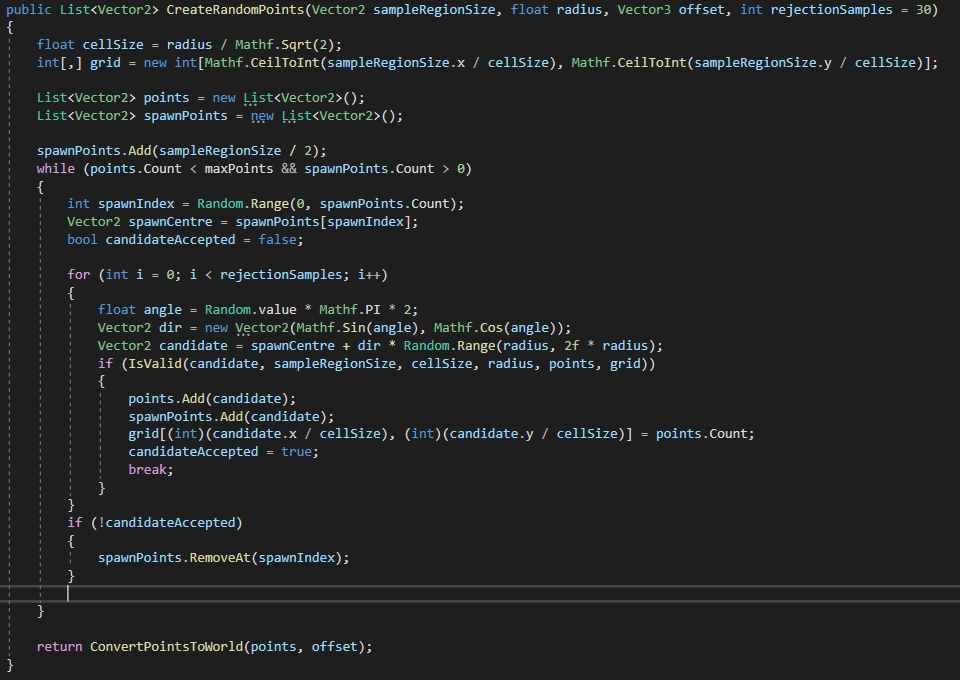 public List<Vector2> CreateRandomPoints(Vector2 sampleRegionSize, float radius, Vector3 offset, int rejectionSamples = 30)
{
float cellSize = radius / Mathf.Sqrt(2);
int[,] grid = new int[Mathf.CeilToInt(sampleRegionSize.x / cellSize), Mathf.CeilToInt(sampleRegionSize.y / cellSize)];
List<Vector2> points = new List<Vector2>();
List<Vector2> spawnPoints = new List<Vector2>();
spawnPoints.Add(sampleRegionSize / 2);
while (points.Count < maxPoints && spawnPoints.Count > 0)
{
int spawnIndex = Random.Range(0, spawnPoints.Count);
Vector2 spawnCentre = spawnPoints[spawnIndex];
bool candidateAccepted = false;
for (int i = 0; i < rejectionSamples; i++)
{
float angle = Random.value * Mathf.PI * 2;
Vector2 dir = new Vector2(Mathf.Sin(angle), Mathf.Cos(angle));
Vector2 candidate = spawnCentre + dir * Random.Range(radius, 2f * radius);
if (IsValid(candidate, sampleRegionSize, cellSize, radius, points, grid))
{
points.Add(candidate);
spawnPoints.Add(candidate);
grid[(int)(candidate.x / cellSize), (int)(candidate.y / cellSize)] = points.Count;
candidateAccepted = true;
break;
}
}
if (!candidateAccepted)
{
spawnPoints.RemoveAt(spawnIndex);
}
}
return ConvertPointsToWorld(points, offset);
}